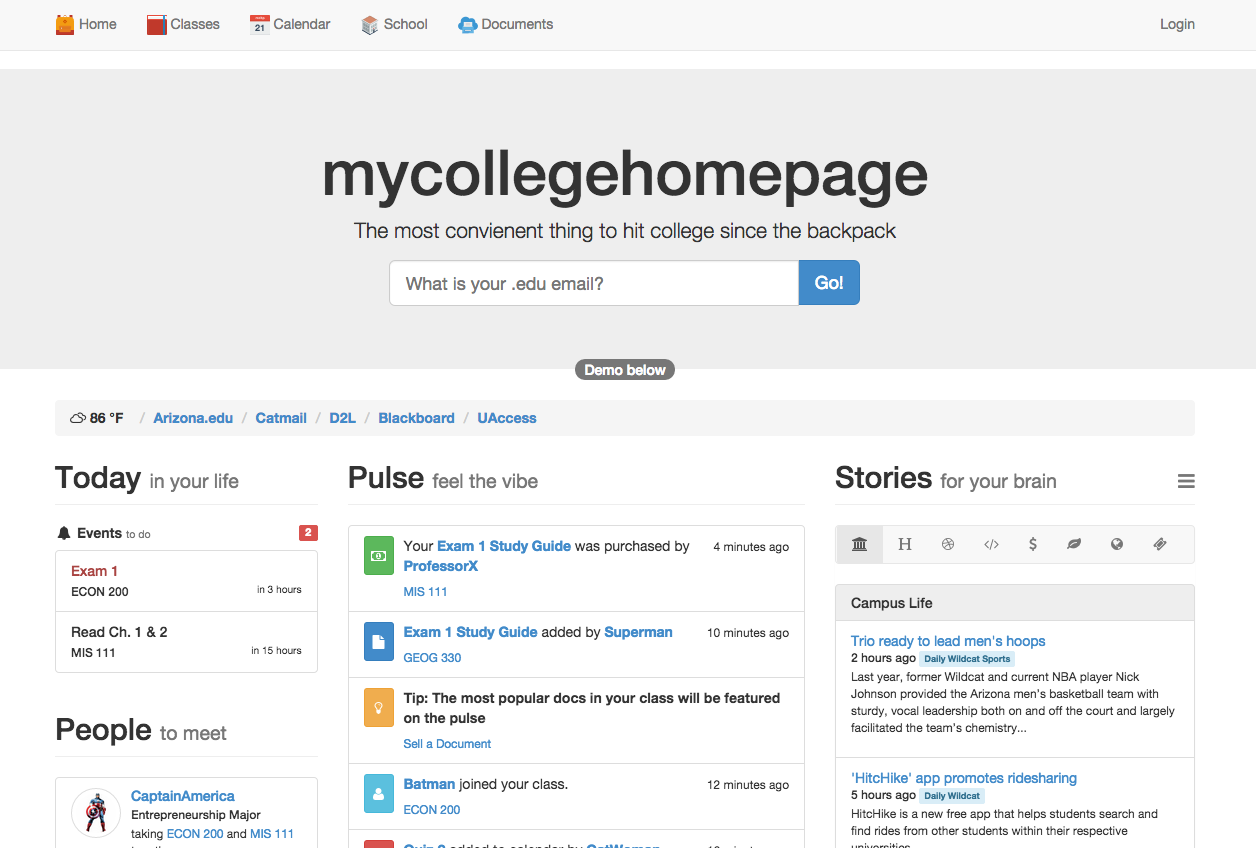 Home Classes 21 Calendar School Documents Login
mycollegehomepage
The most convienent thing to hit college since the backpack
What is your .edu email? Go!
Demo below
86 °F / Arizona.edu / Catmail / D2L / Blackboard / UAccess
Today in your life
Events to do 2
Exam 1
ECON 200 in 3 hours
Read Ch. 1 & 2
MIS 111 in 15 hours
People to meet
CaptainAmerica
Entrepreneurship Major
taking ECON 200 and MIS 111
Pulse feel the vibe
Your Exam 1 Study Guide was purchased by 4 minutes ago
ProfessorX
MIS 111
Exam 1 Study Guide added by Superman 10 minutes ago
GEOG 330
Tip: The most popular docs in your class will be featured
on the pulse
Sell a Document
Batman joined your class. 12 minutes ago
ECON 200
Stories for your brain
H </> $
Campus Life
Trio ready to lead men's hoops
2 hours ago Daily Wildcat Sports
Last year, former Wildcat and current NBA player Nick
Johnson provided the Arizona men's basketball team with
sturdy, vocal leadership both on and off the court and largely
facilitated the team's chemistry...
'HitcHike' app promotes ridesharing
5 hours ago Daily Wildcat
HitcHike is a new free app that helps students search and
find rides from other students within their respective